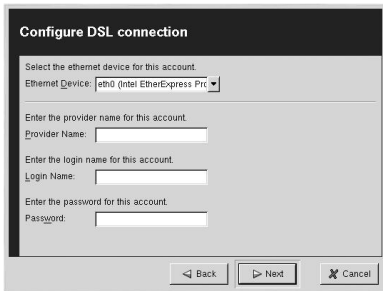 Configure DSL connection
Select the ethernet device for this account.
Ethernet Device: eth0 (Intel EtherExpress Prc
Enter the provider name for this account.
Provider Name:
Enter the login name for this account.
Login Name:
Enter the password for this account.
Password:
Back Next Cancel